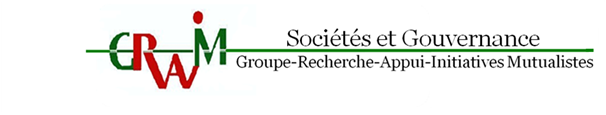 GRAIM
Sociétés et Gouvernance
Groupe-Recherche-Appui-Initiatives Mutualistes